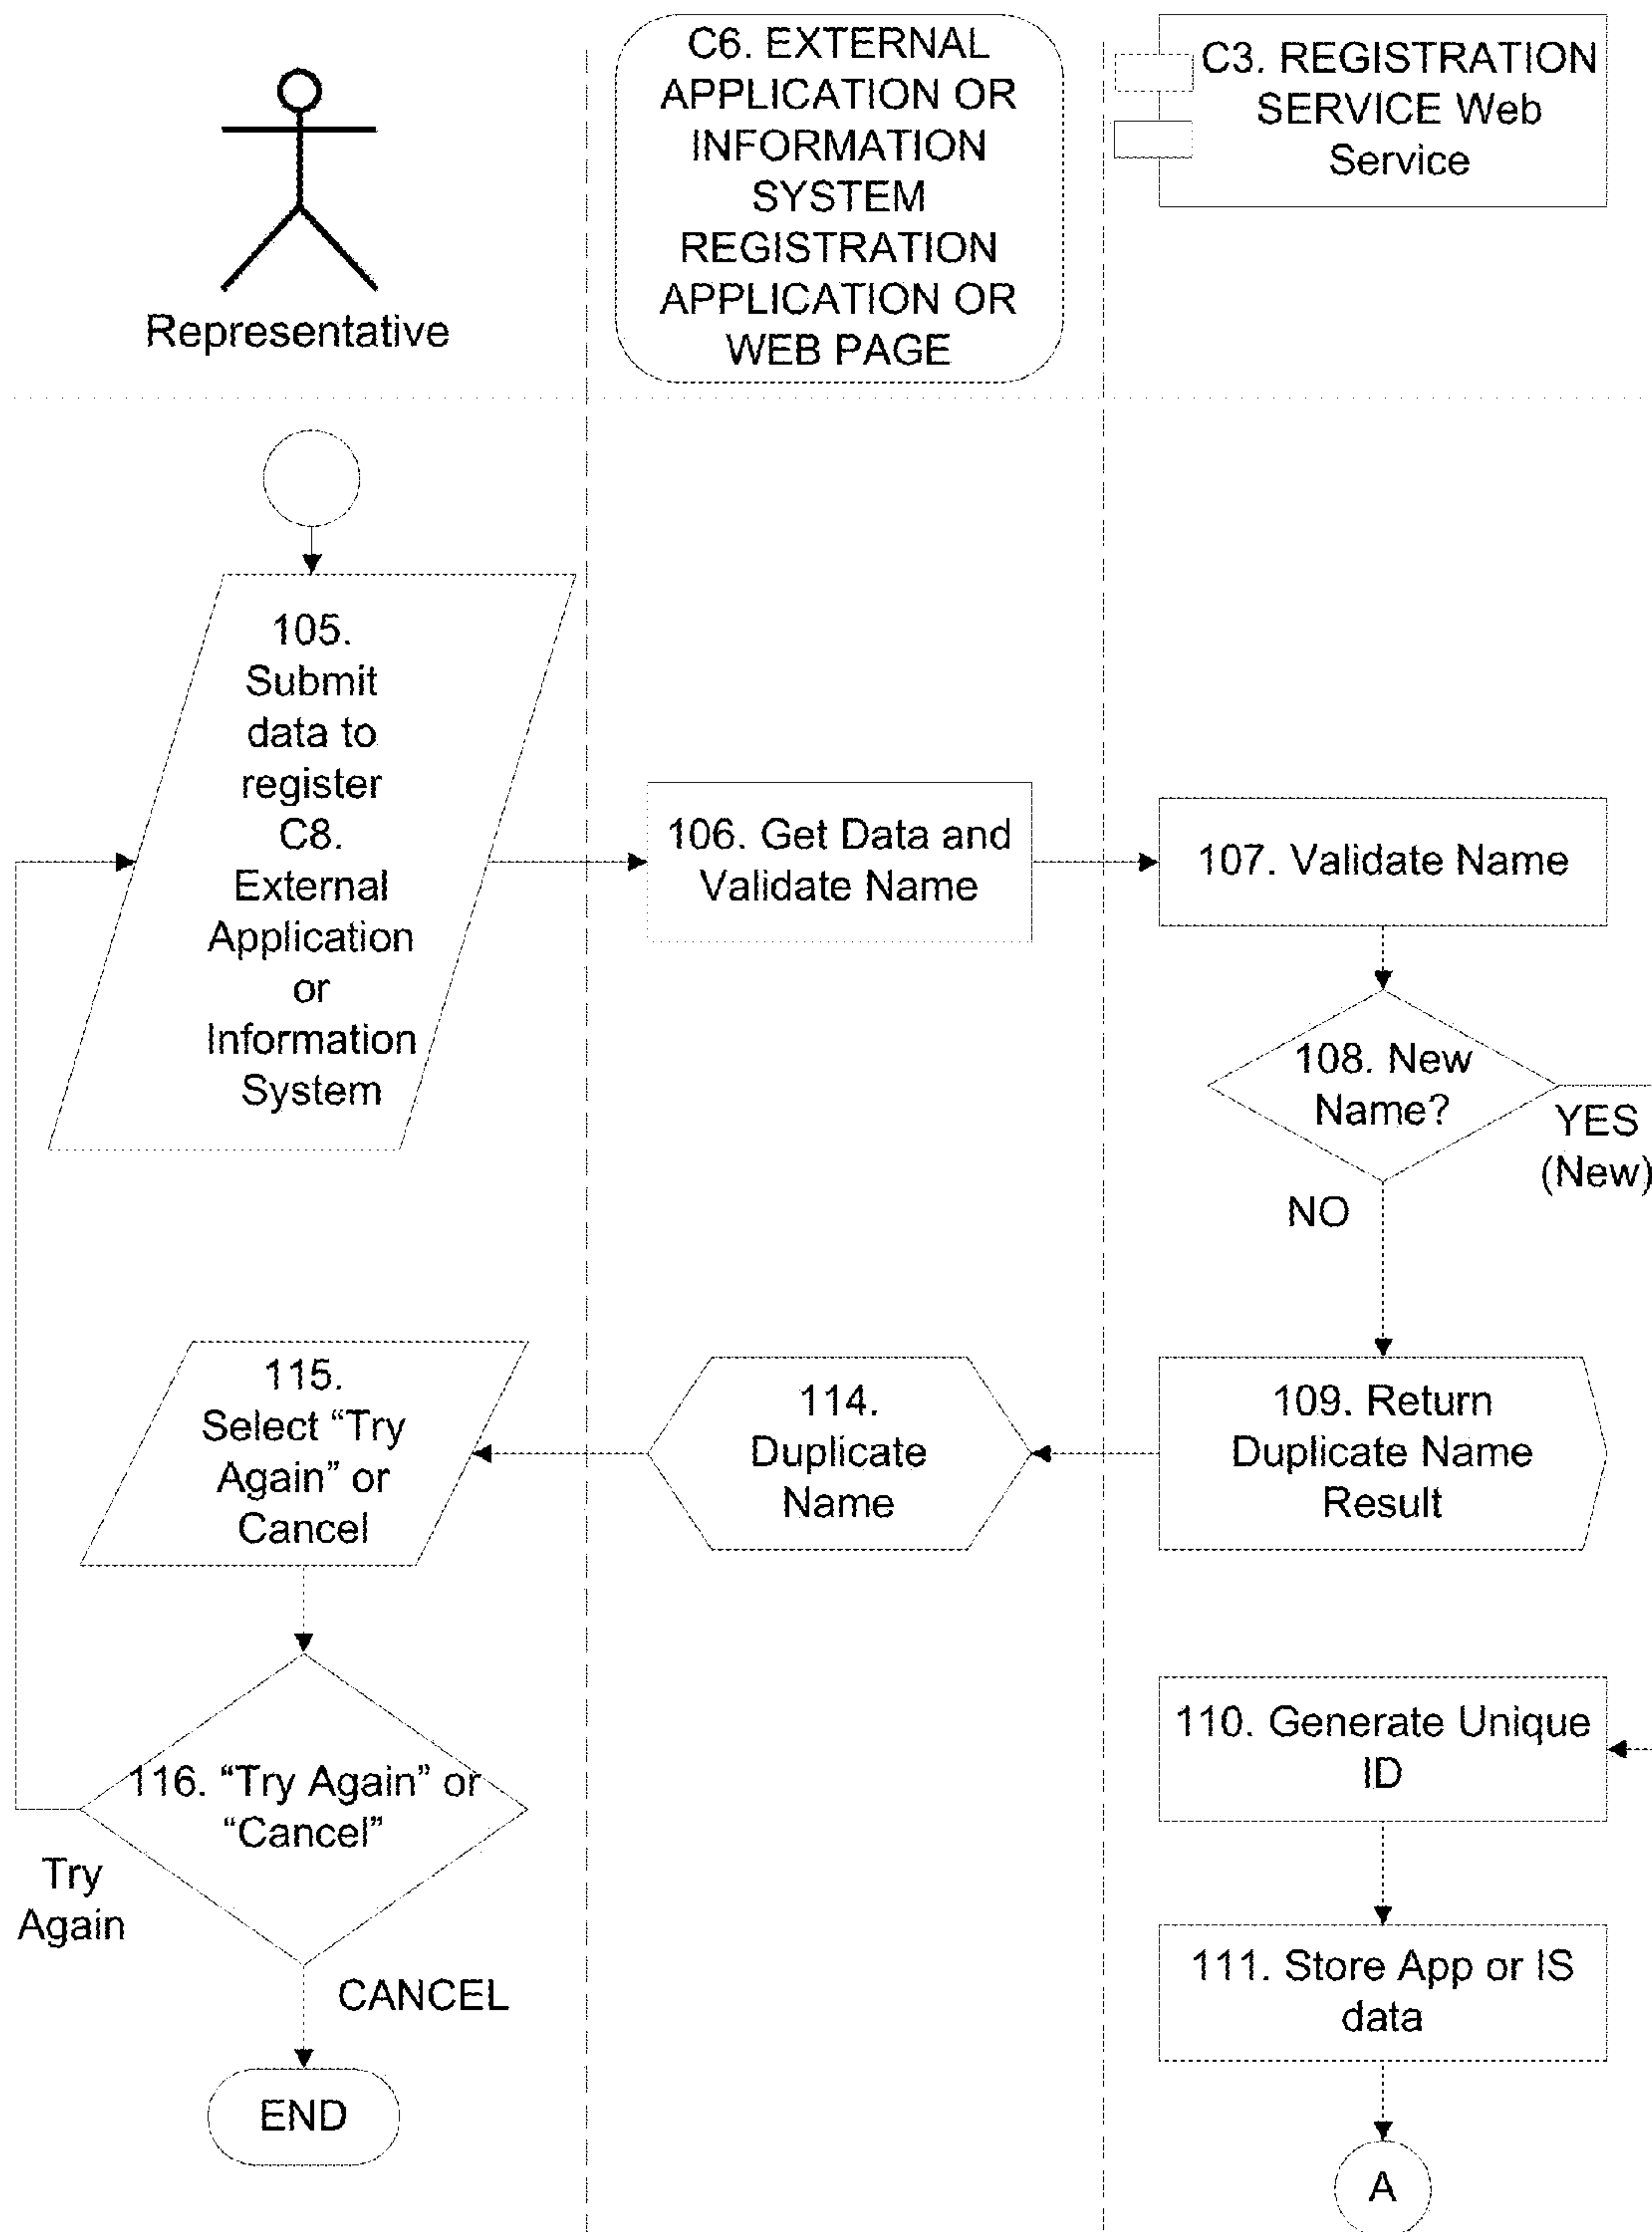 Representative
C6. EXTERNAL
APPLICATION OR
INFORMATION
SYSTEM
REGISTRATION
APPLICATION OR
WEB PAGE
C3. REGISTRATION
SERVICE Web
Service
105.
Submit
data to
register
C8.
External
Application
or
Information
System
106. Get Data and
Validate Name
107. Validate Name
108. New
Name?
YES
(New)
NO
109. Return
Duplicate Name
Result
114.
Duplicate
Name
115.
Select “Try
Again” or
Cancel
116. “Try Again” or
“Cancel”
Try
Again
CANCEL
END
110. Generate Unique
ID
111. Store App or IS
data
A